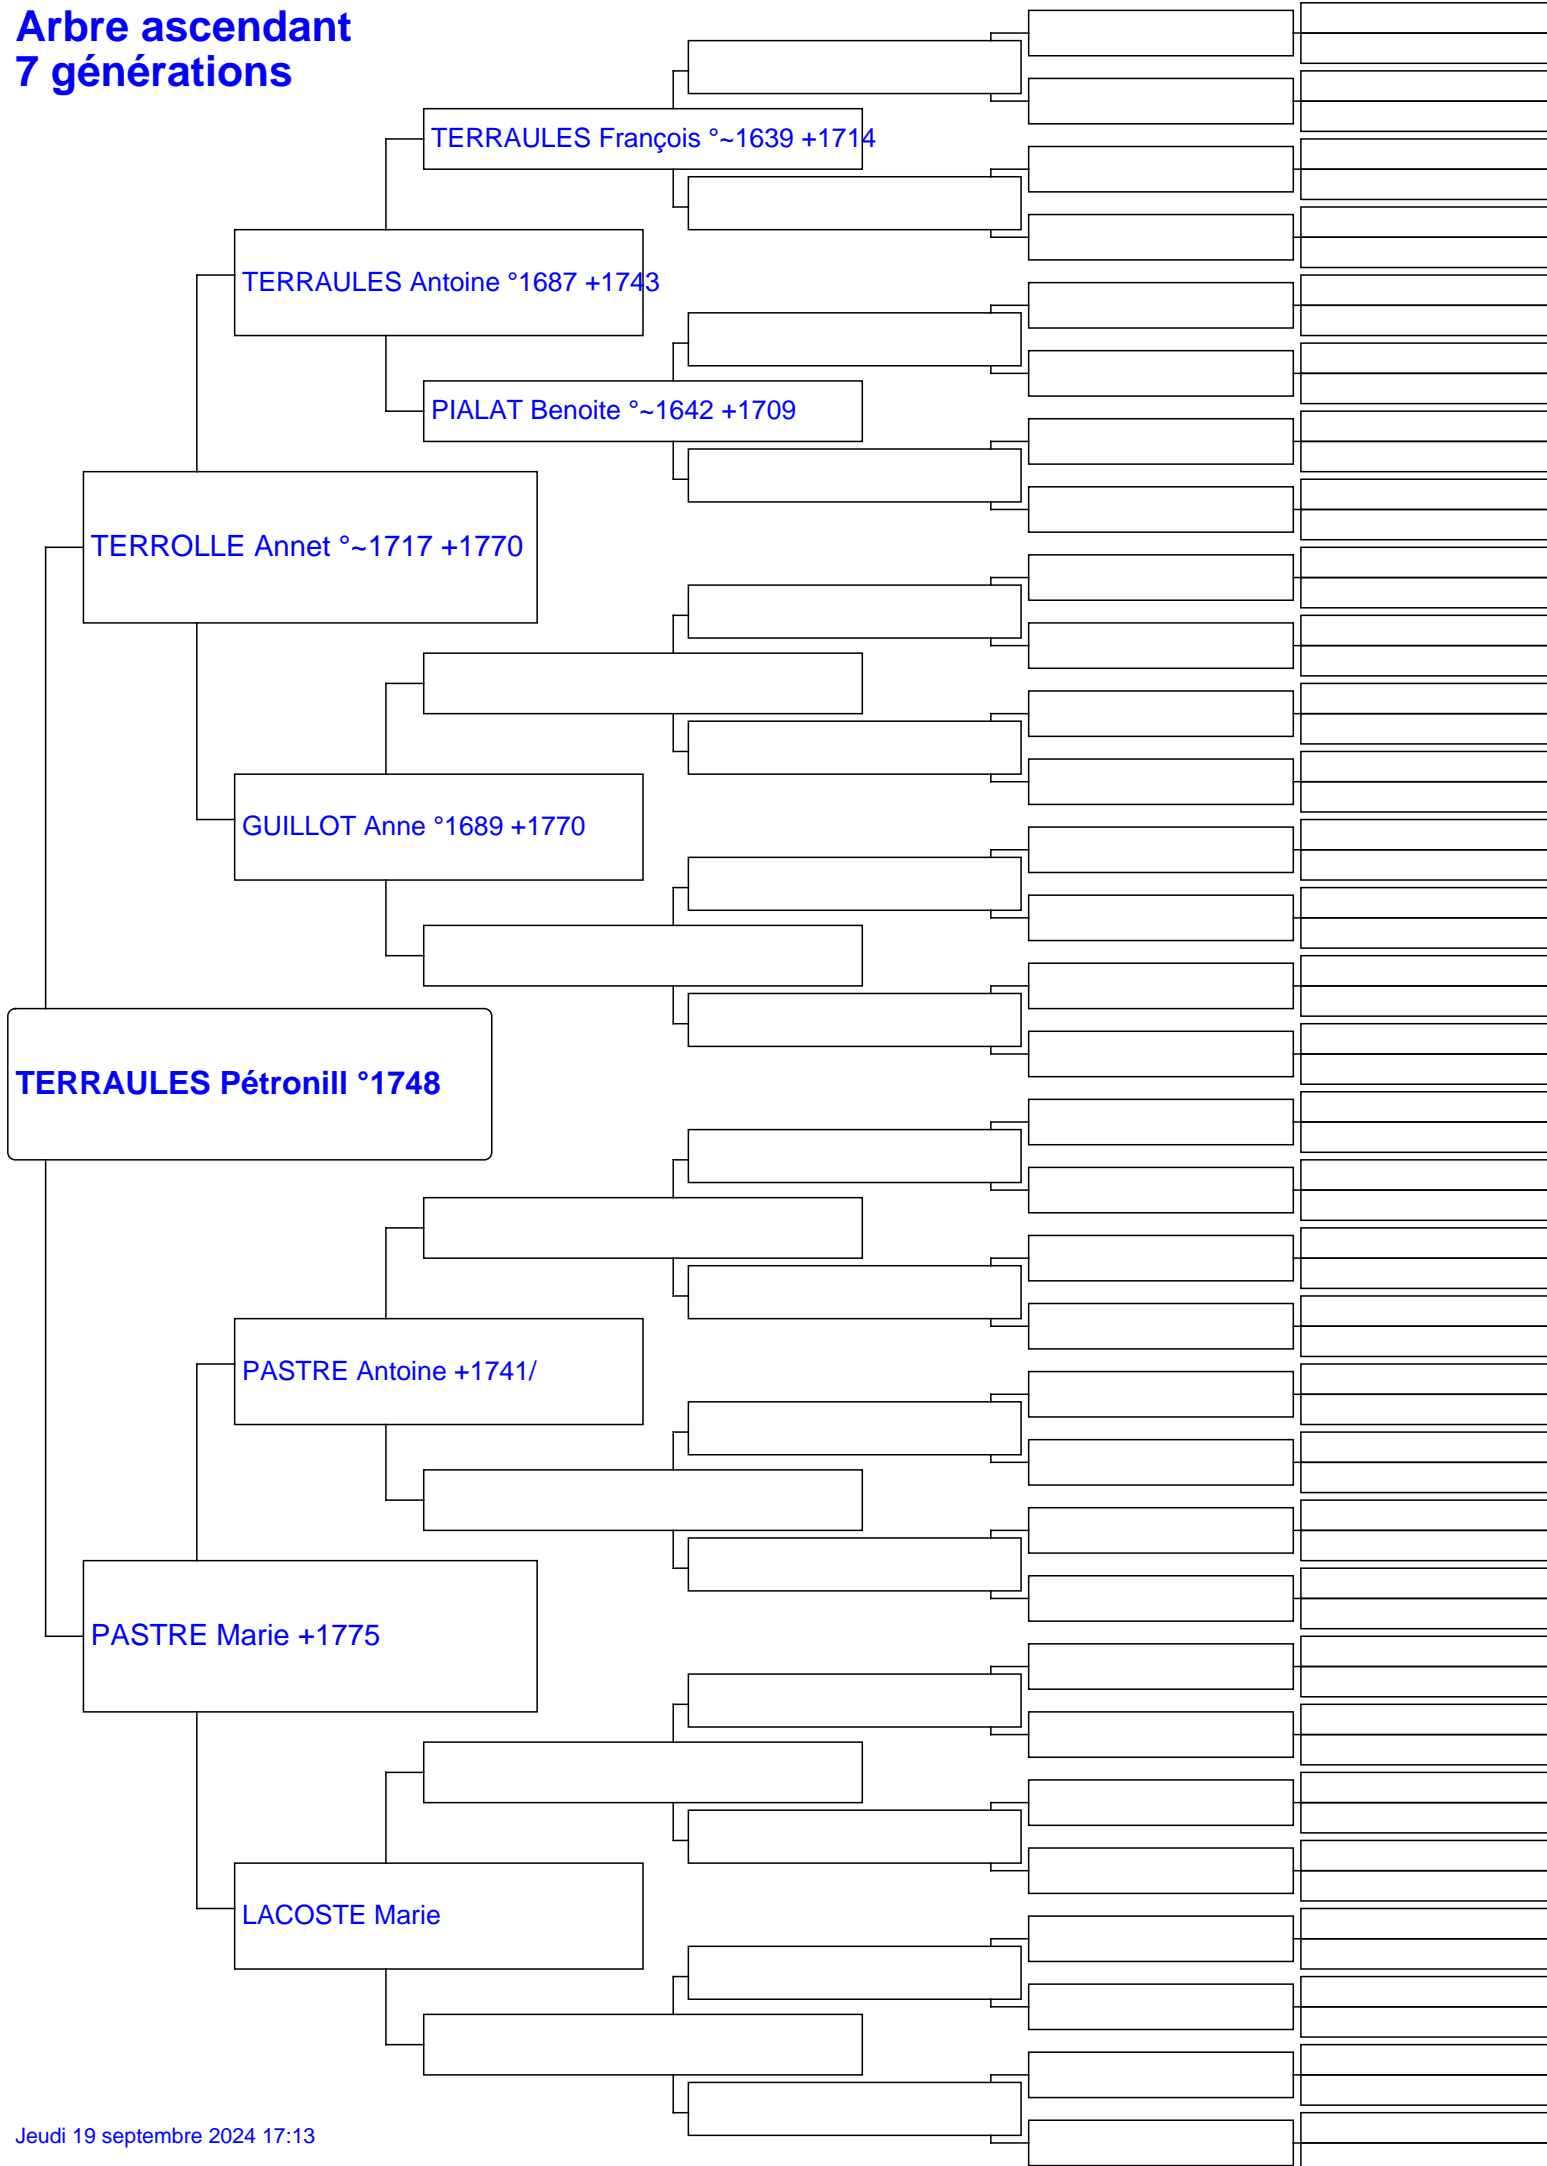 Arbre ascendant
7 générations
TERRAULES François °~1639 +1714
TERRAULES Antoine °1687 +1743
PIALAT Benoite °~1642 +1709
TERROLLE Annet °~1717 +1770
GUILLOT Anne °1689 +1770
TERRAULES Pétronill °1748
PASTRE Antoine +1741/
PASTRE Marie +1775
LACOSTE Marie
Jeudi 19 septembre 2024 17:13